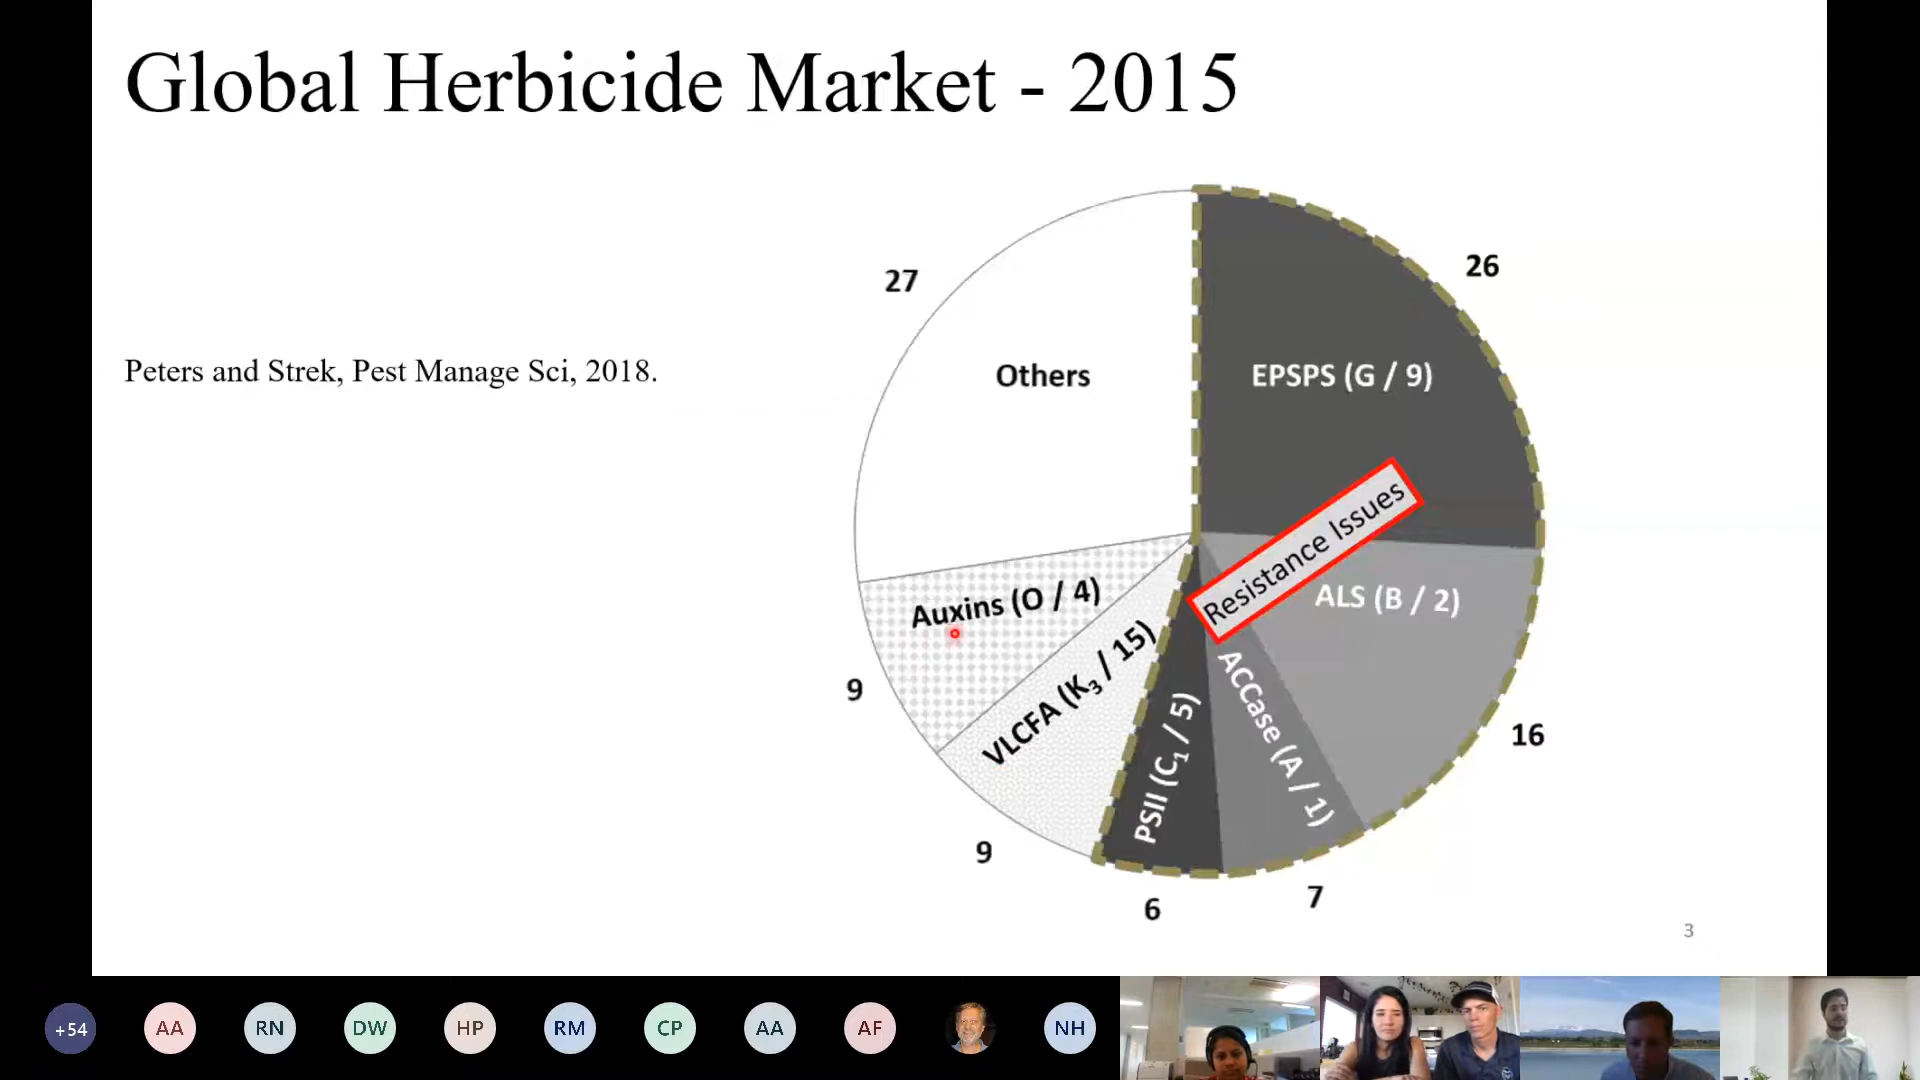 Global Herbicide Market - 2015
27
26
Others
EPSPS (G / 9)
Peters and Strek, Pest Manage Sci, 2018.
Resistance Issues
ALS (B / 2)
Auxins (O / 4)
VLCFA (K₃ / 15)
PSII (C₁ / 5)
ACCase (A / 1)
9
16
9
6
7
3
+54
AA
RN
DW
HP
RM
CP
AA
AF
NH